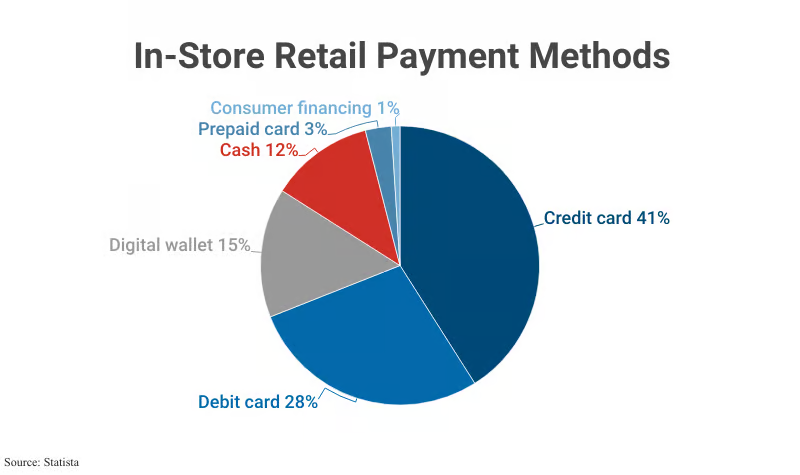 In-Store Retail Payment Methods
Consumer financing 1%
Prepaid card 3%
Cash 12%
Credit card 41%
Digital wallet 15%
Debit card 28%
Source: Statista